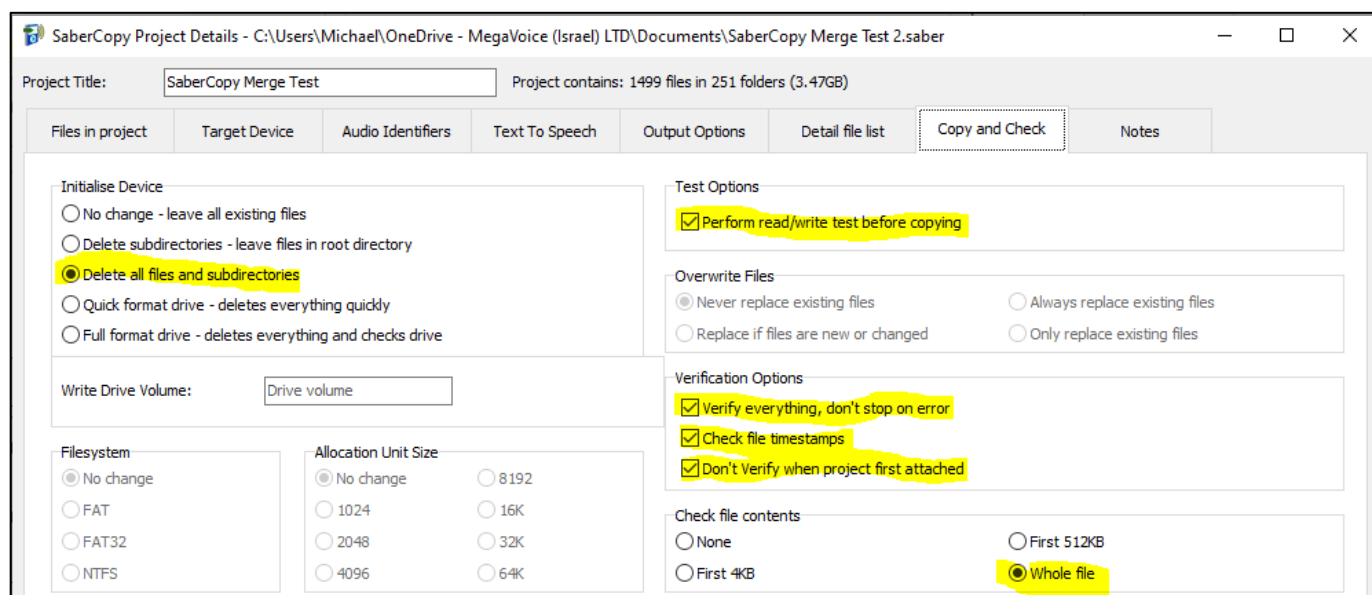 SaberCopy Project Details - C:\Users\Michael\OneDrive - MegaVoice (Israel) LTD\Documents\SaberCopy Merge Test 2.saber
Project Title: SaberCopy Merge Test Project contains: 1499 files in 251 folders (3.47GB)
Files in project Target Device Audio Identifiers Text To Speech Output Options Detail file list Copy and Check Notes
Initialise Device
No change - leave all existing files
Delete subdirectories - leave files in root directory
Delete all files and subdirectories
Quick format drive - deletes everything quickly
Full format drive - deletes everything and checks drive
Write Drive Volume: Drive volume
Filesystem
No change
FAT
FAT32
NTFS
Allocation Unit Size
No change 8192
1024 16K
2048 32K
4096 64K
Test Options
Perform read/write test before copying
Overwrite Files
Never replace existing files Always replace existing files
Replace if files are new or changed Only replace existing files
Verification Options
Verify everything, don't stop on error
Check file timestamps
Don't Verify when project first attached
Check file contents
None First 512KB
First 4KB Whole file